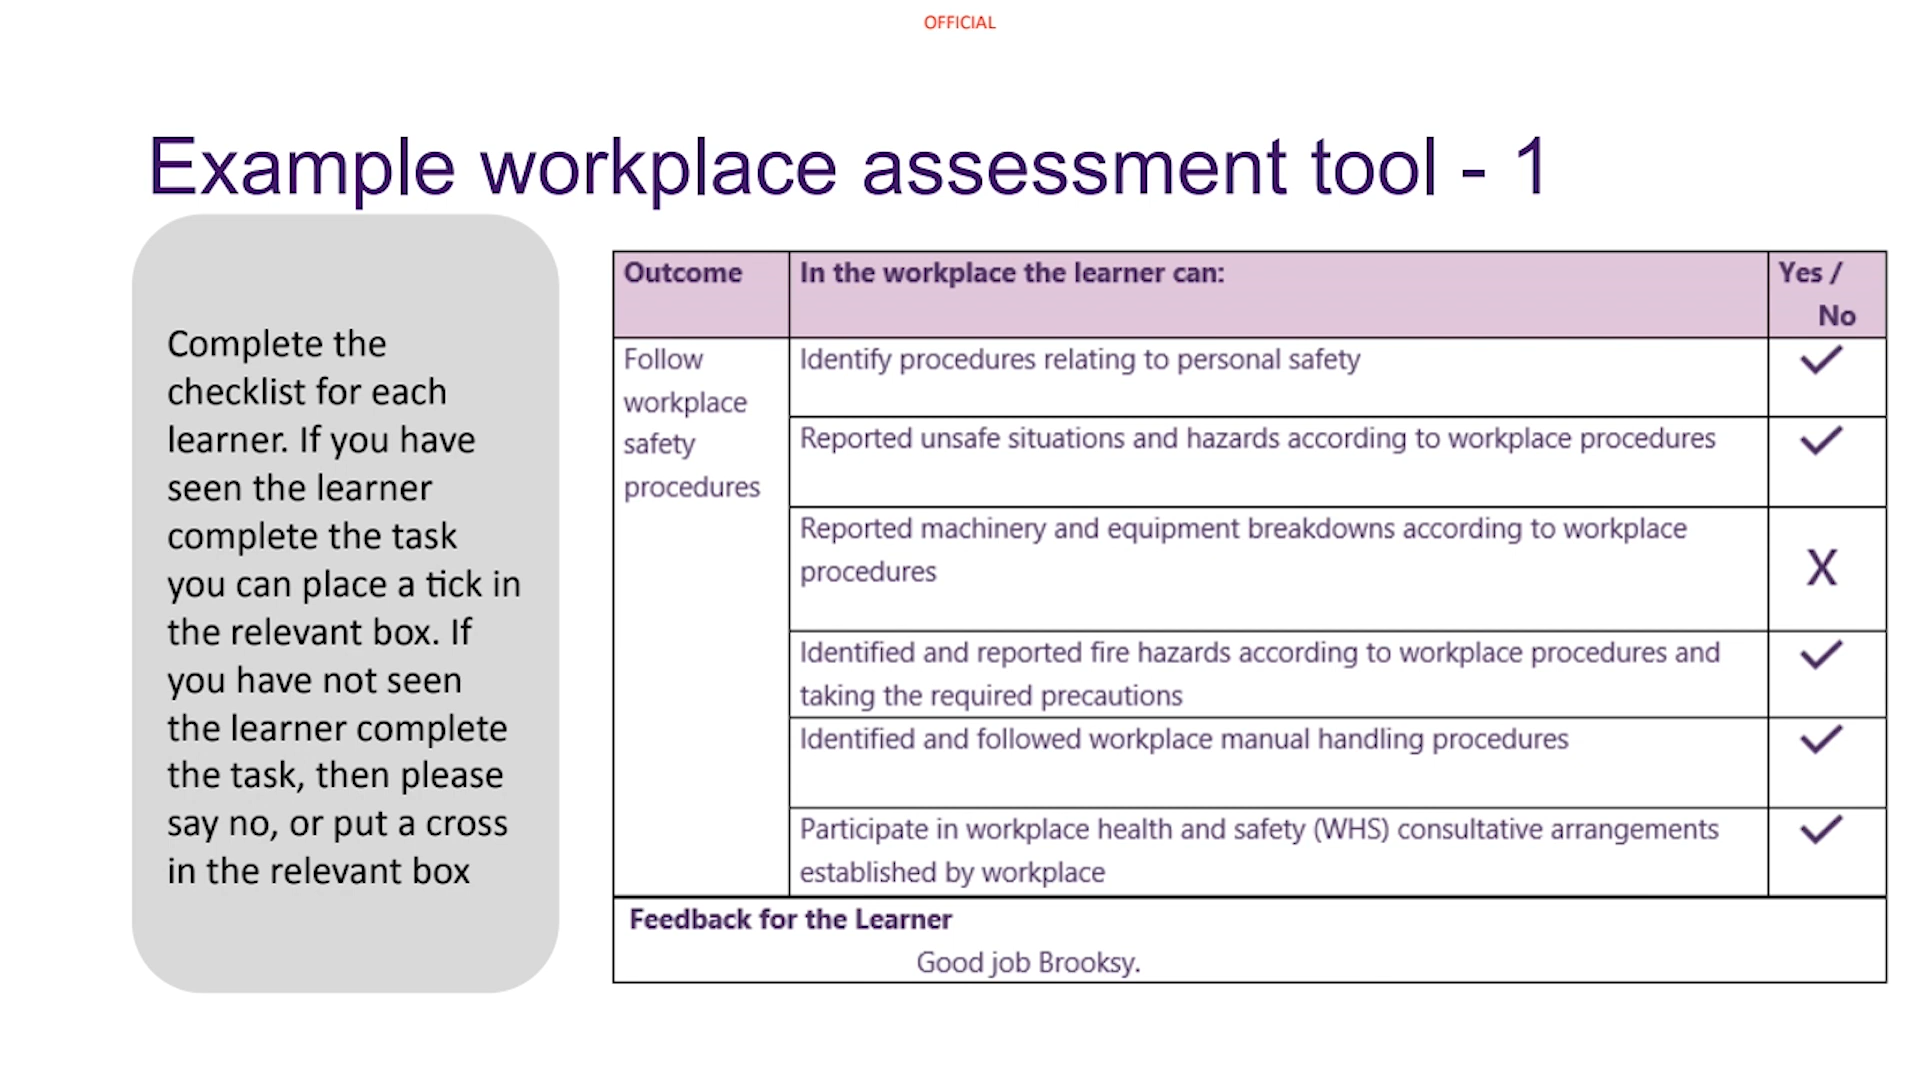 OFFICIAL
Example workplace assessment tool - 1
Complete the
checklist for each
learner. If you have
seen the learner
complete the task
you can place a tick in
the relevant box. If
you have not seen
the learner complete
the task, then please
say no, or put a cross
in the relevant box
Outcome
In the workplace the learner can:
Yes /
No
Follow
workplace
safety
procedures
Identify procedures relating to personal safety
✓
Reported unsafe situations and hazards according to workplace procedures
✓
Reported machinery and equipment breakdowns according to workplace
procedures
X
Identified and reported fire hazards according to workplace procedures and
taking the required precautions
✓
Identified and followed workplace manual handling procedures
✓
Participate in workplace health and safety (WHS) consultative arrangements
established by workplace
✓
Feedback for the Learner
Good job Brooksy.